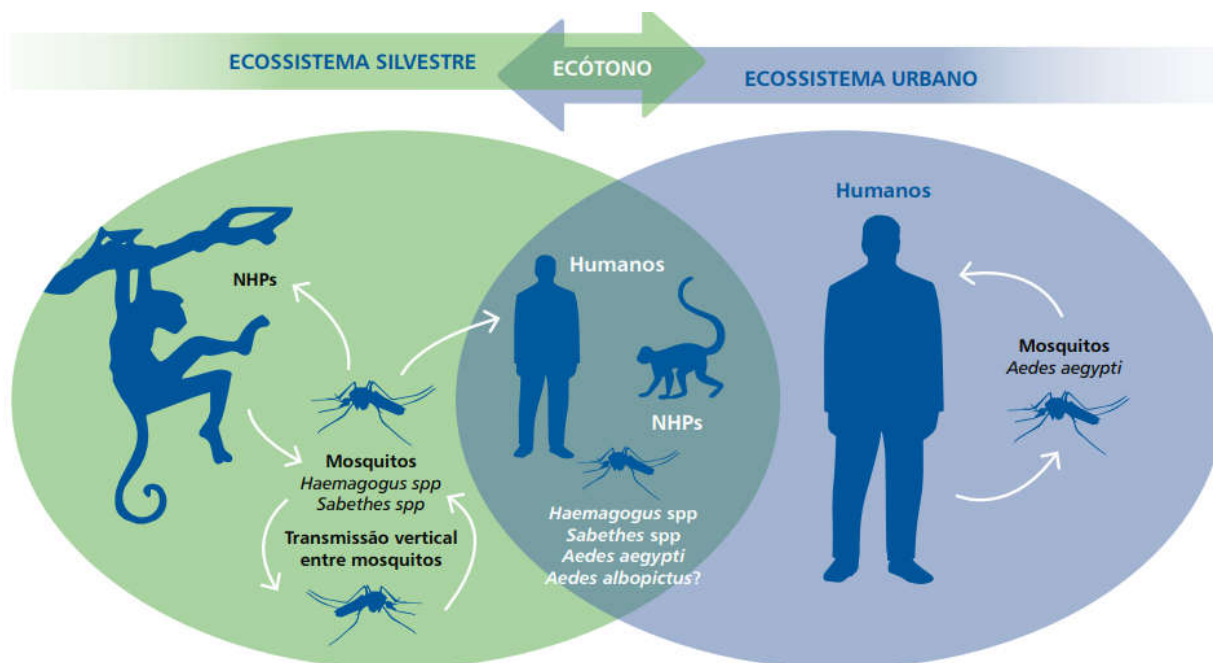 ECOSSISTEMA SILVESTRE
ECÓTONO
ECOSSISTEMA URBANO
NHPs
Mosquitos
Haemagogus spp
Sabethes spp
Transmissão vertical
entre mosquitos
Humanos
NHPs
Haemagogus spp
Sabethes spp
Aedes aegypti
Aedes albopictus?
Humanos
Mosquitos
Aedes aegypti